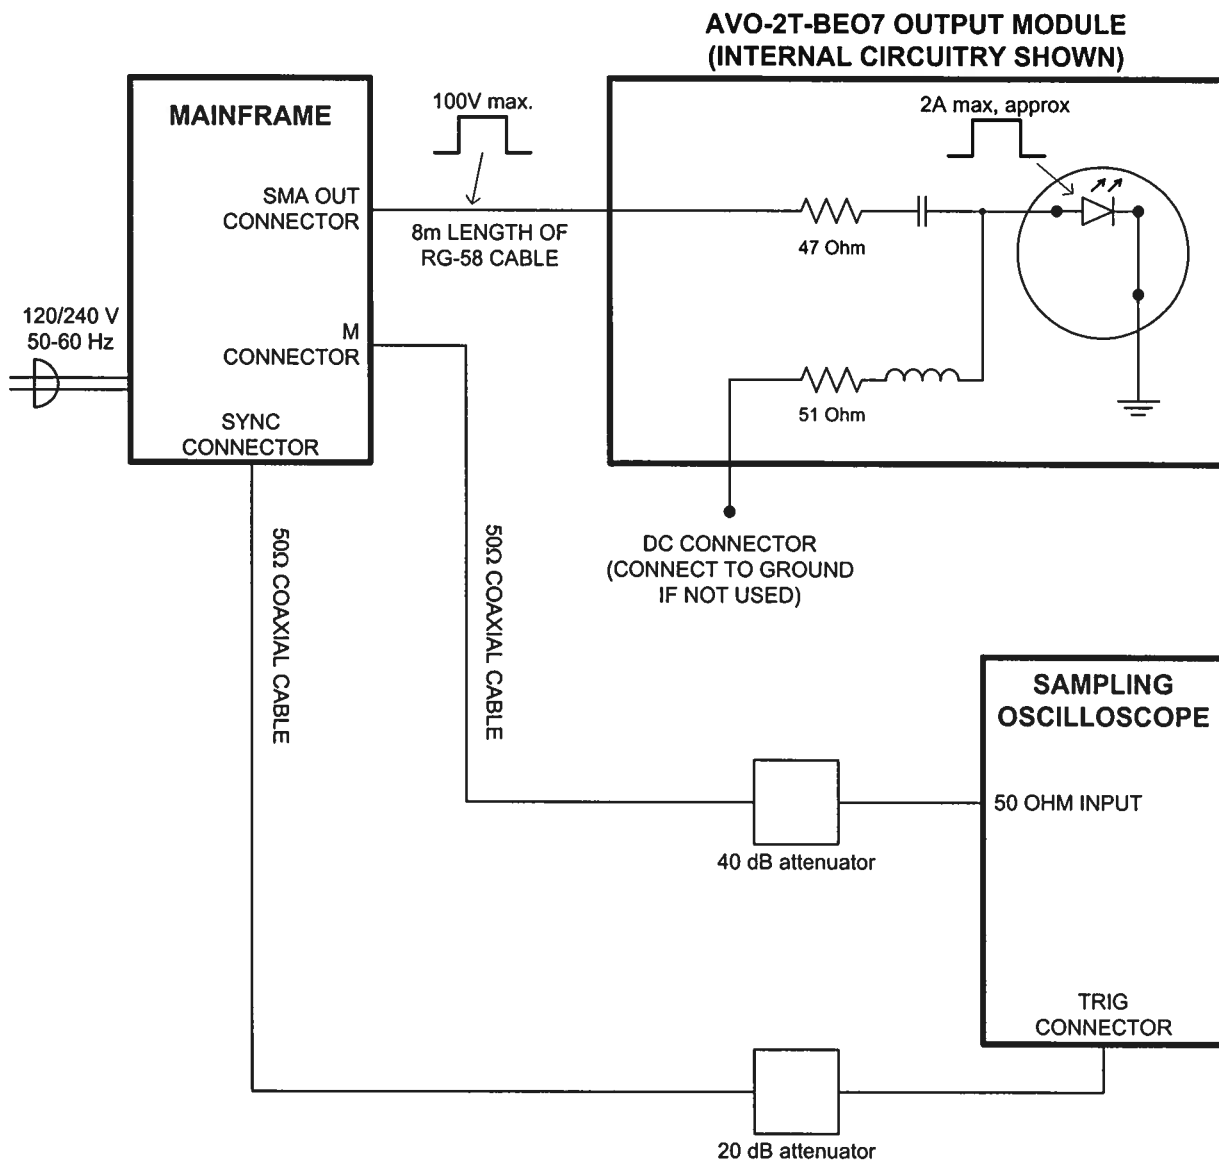 AVO-2T-BEO7 OUTPUT MODULE
(INTERNAL CIRCUITRY SHOWN)
MAINFRAME
100V max.
2A max, approx
SMA OUT
CONNECTOR
8m LENGTH OF
RG-58 CABLE
47 Ohm
120/240 V
50-60 Hz
M
CONNECTOR
51 Ohm
SYNC
CONNECTOR
50Ω COAXIAL CABLE
50Ω COAXIAL CABLE
DC CONNECTOR
(CONNECT TO GROUND
IF NOT USED)
SAMPLING
OSCILLOSCOPE
50 OHM INPUT
40 dB attenuator
TRIG
CONNECTOR
20 dB attenuator